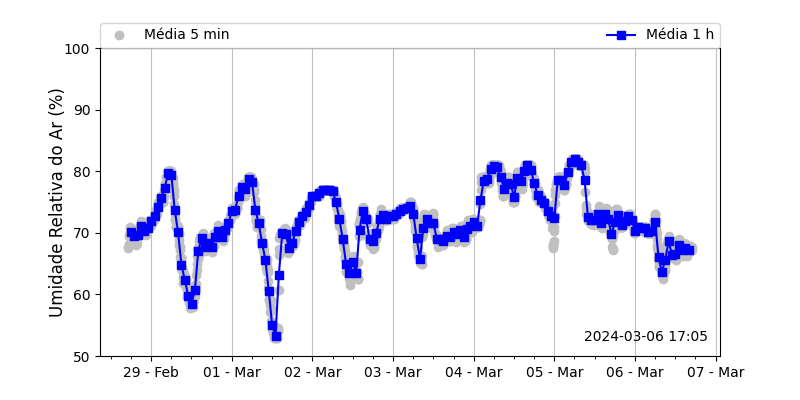 Média 5 min
Média 1 h
Umidade Relativa do Ar (%)
100
90
80
70
60
50
2024-03-06 17:05
29 - Feb
01 - Mar
02 - Mar
03 - Mar
04 - Mar
05 - Mar
06 - Mar
07 - Mar